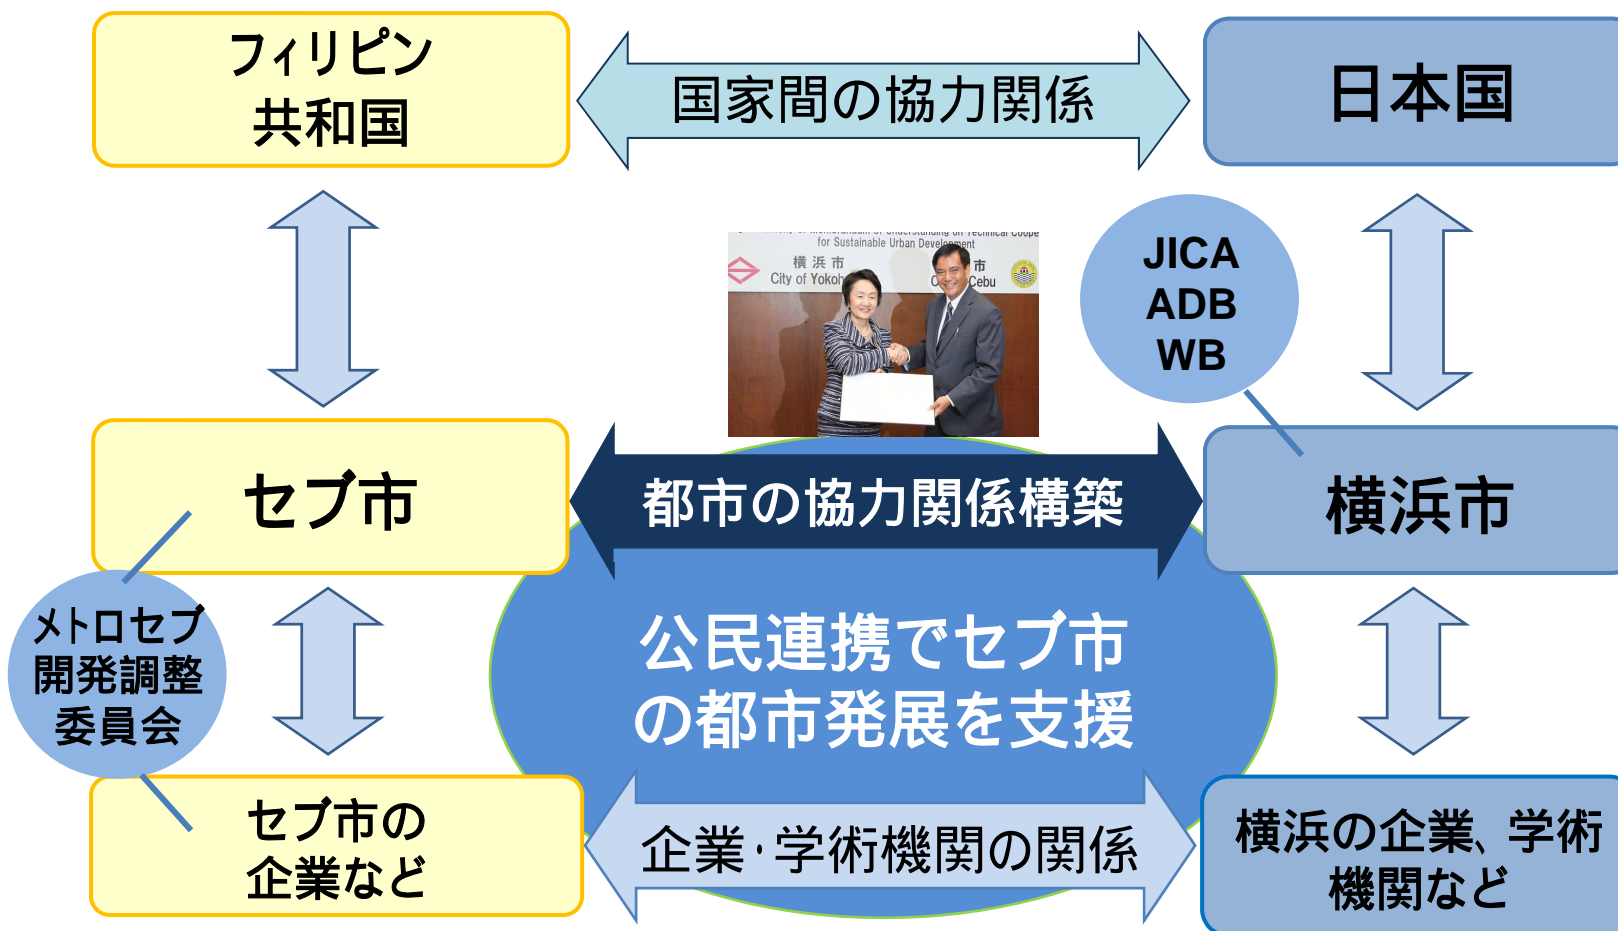 フィリピン
共和国
国家間の協力関係
日本国
for Sustainable Urban Development
横浜市
City of
市
Cebu
JICA
ADB
WB
セブ市
都市の協力関係構築
横浜市
メトロセブ
開発調整
委員会
公民連携でセブ市
の都市発展を支援
セブ市の
企業など
企業・学術機関の関係
横浜の企業、学術
機関など